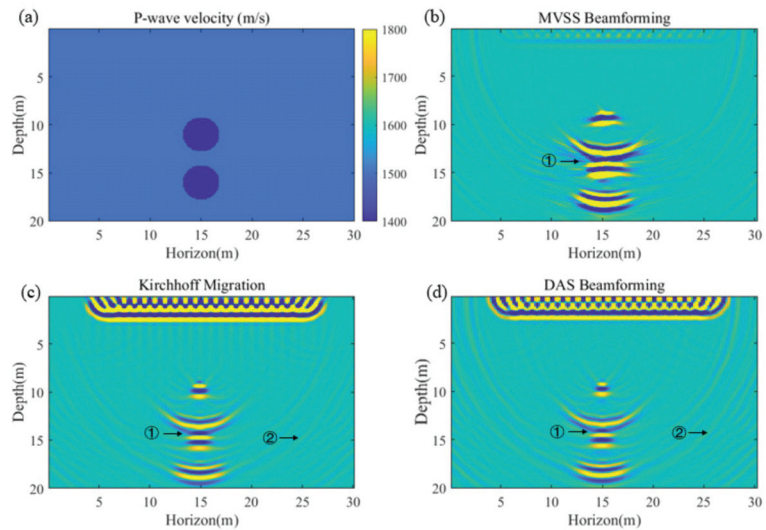 (a) P-wave velocity (m/s)
Depth(m)
5
10
15
20
5 10 15 20 25 30
Horizon(m)
1800
1700
1600
1500
1400
(b) MVSS Beamforming
Depth(m)
5
10
15
20
①
5 10 15 20 25 30
Horizon(m)
(c) Kirchhoff Migration
Depth(m)
5
10
15
20
① ②
5 10 15 20 25 30
Horizon(m)
(d) DAS Beamforming
Depth(m)
5
10
15
20
① ②
5 10 15 20 25 30
Horizon(m)